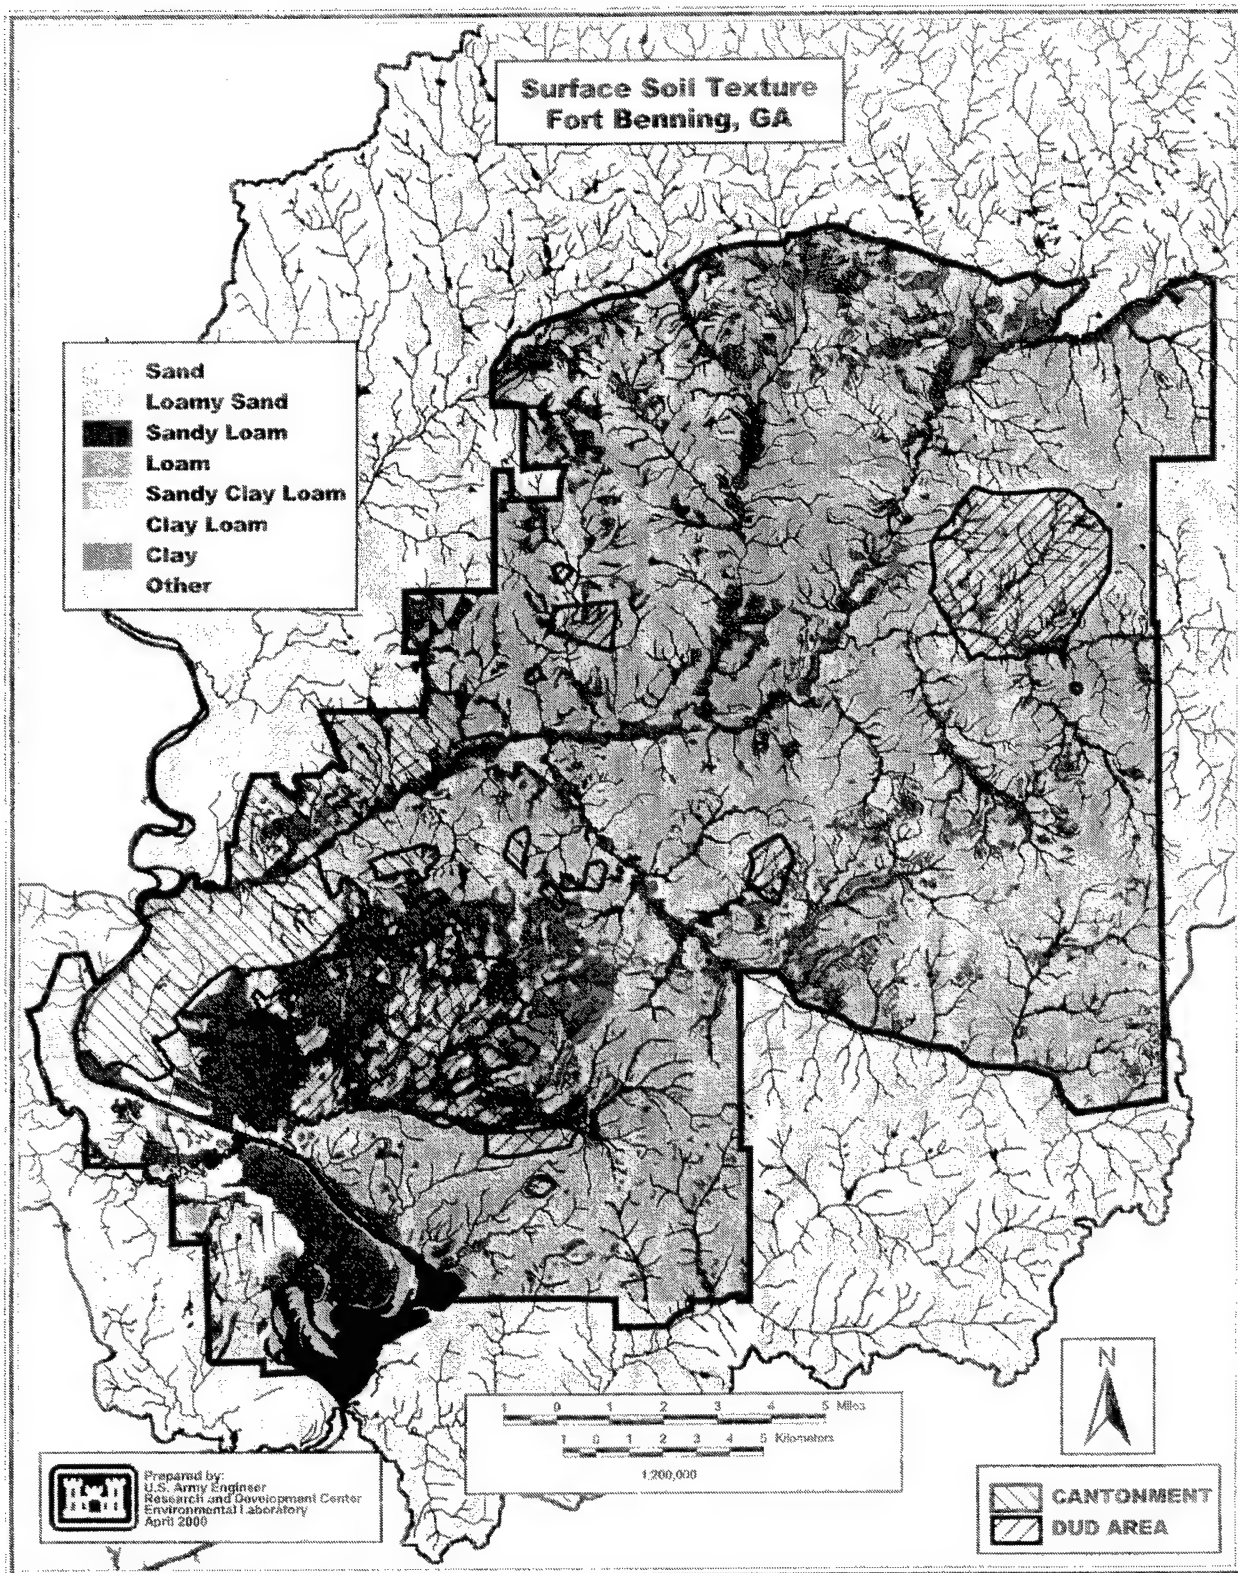 Surface Soil Texture
Fort Benning, GA
Sand
Loamy Sand
Sandy Loam
Loam
Sandy Clay Loam
Clay Loam
Clay
Other
N
1 0 1 2 3 4 5 Miles
1 0 1 2 3 4 5 Kilometers
1:200,000
Prepared by:
U.S. Army Engineer
Research and Development Center
Environmental Laboratory
April 2000
CANTONMENT
DUD AREA